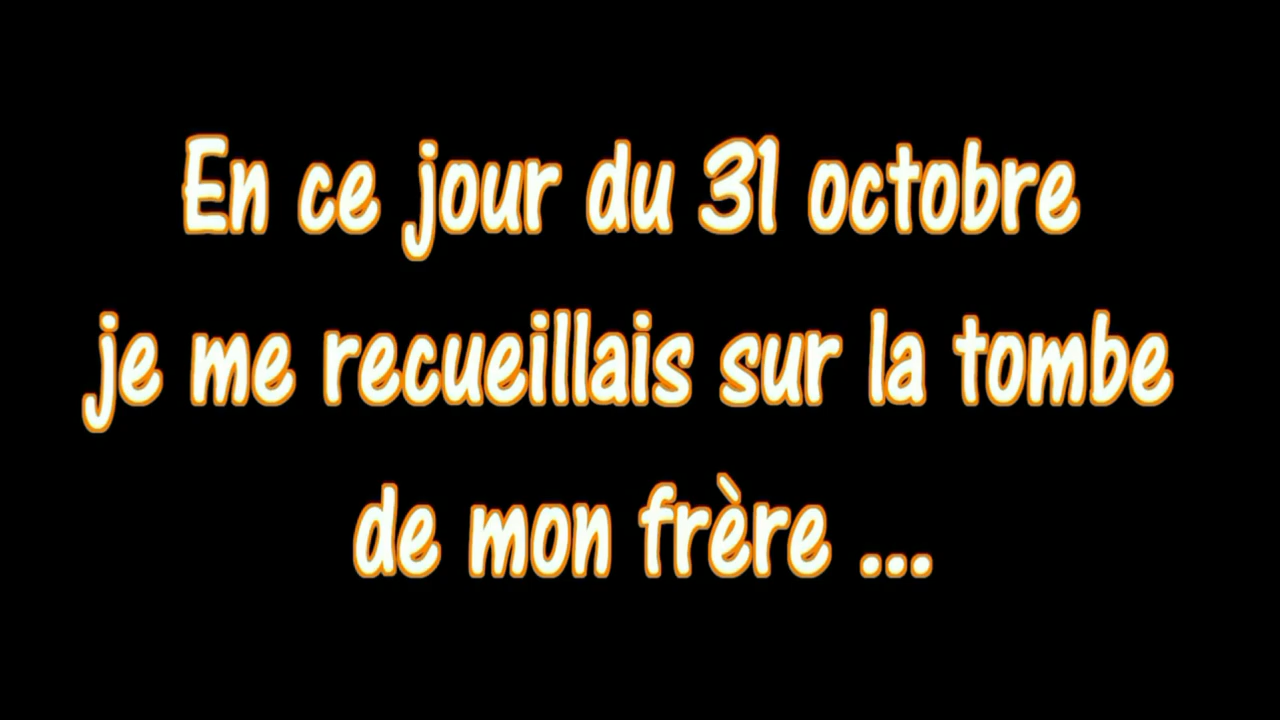 En ce jour du 31 octobre
je me recueillais sur la tombe
de mon frère ...